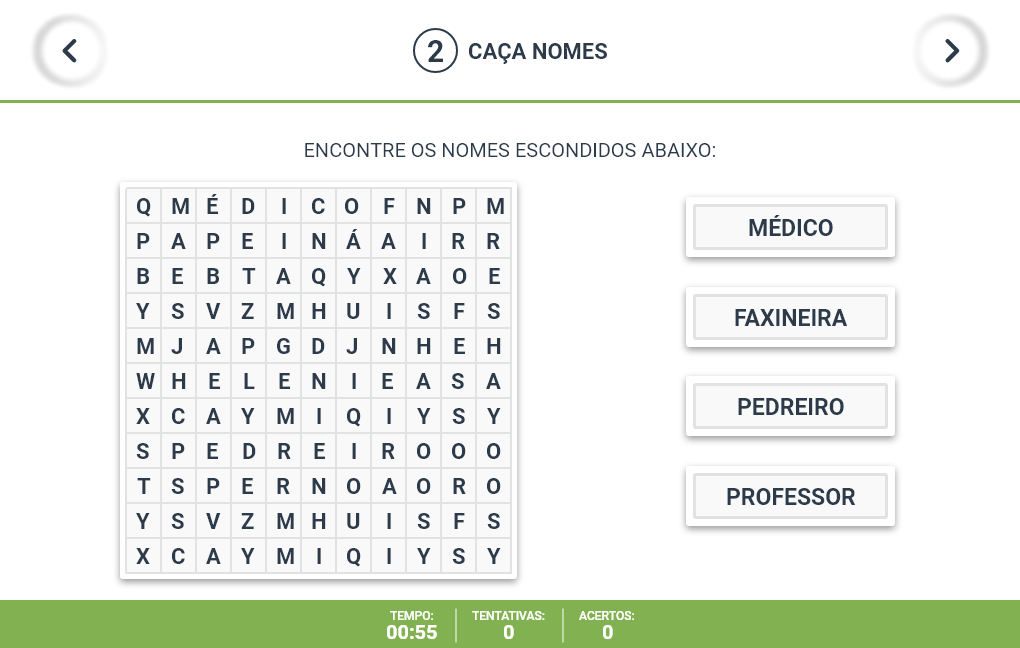 2 CAÇA NOMES
ENCONTRE OS NOMES ESCONDIDOS ABAIXO:
Q M É D I C O F N P M
P A P E I N Á A I R R
B E B T A Q Y X A O E
Y S V Z M H U I S F S
M J A P G D J N H E H
W H E L E N I E A S A
X C A Y M I Q I Y S Y
S P E D R E I R O O O
T S P E R N O A O R O
Y S V Z M H U I S F S
X C A Y M I Q I Y S Y
MÉDICO
FAXINEIRA
PEDREIRO
PROFESSOR
TEMPO: TENTATIVAS: ACERTOS:
00:55 0 0